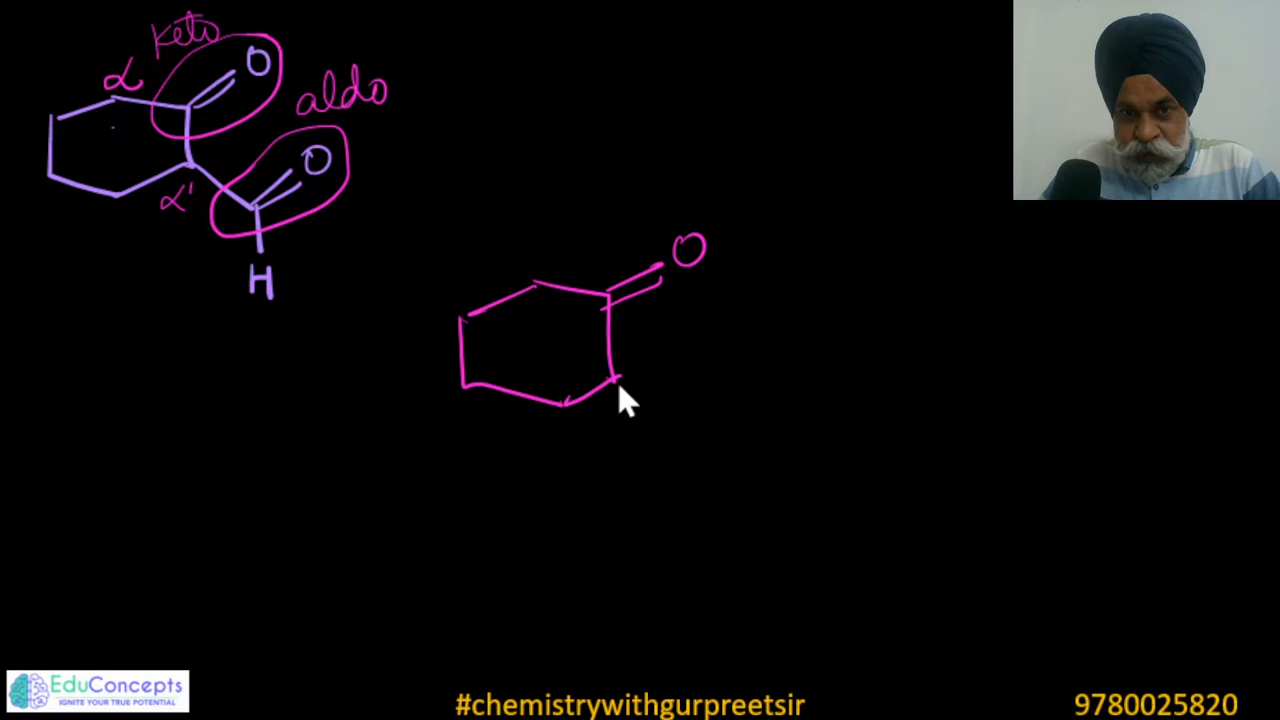 keto
O
α
aldo
O
α'
H
O
EduConcepts
IGNITE YOUR TRUE POTENTIAL
#chemistrywithgurpreetsir
9780025820